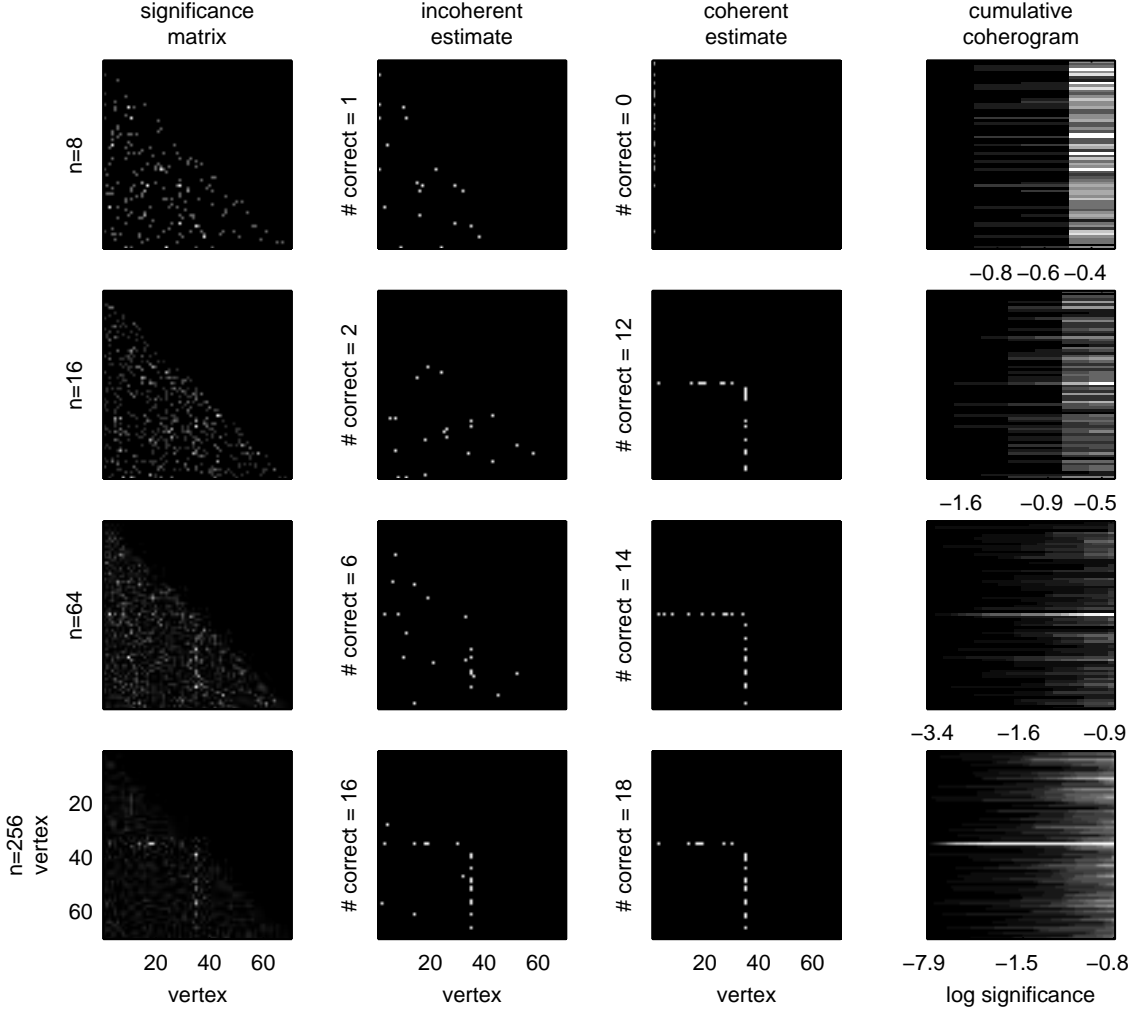 significance
matrix
incoherent
estimate
coherent
estimate
cumulative
coherogram
n=8
# correct = 1
# correct = 0
−0.8 −0.6 −0.4
n=16
# correct = 2
# correct = 12
−1.6 −0.9 −0.5
n=64
# correct = 6
# correct = 14
−3.4 −1.6 −0.9
n=256
vertex
20
40
60
# correct = 16
# correct = 18
20 40 60
vertex
20 40 60
vertex
20 40 60
vertex
−7.9 −1.5 −0.8
log significance